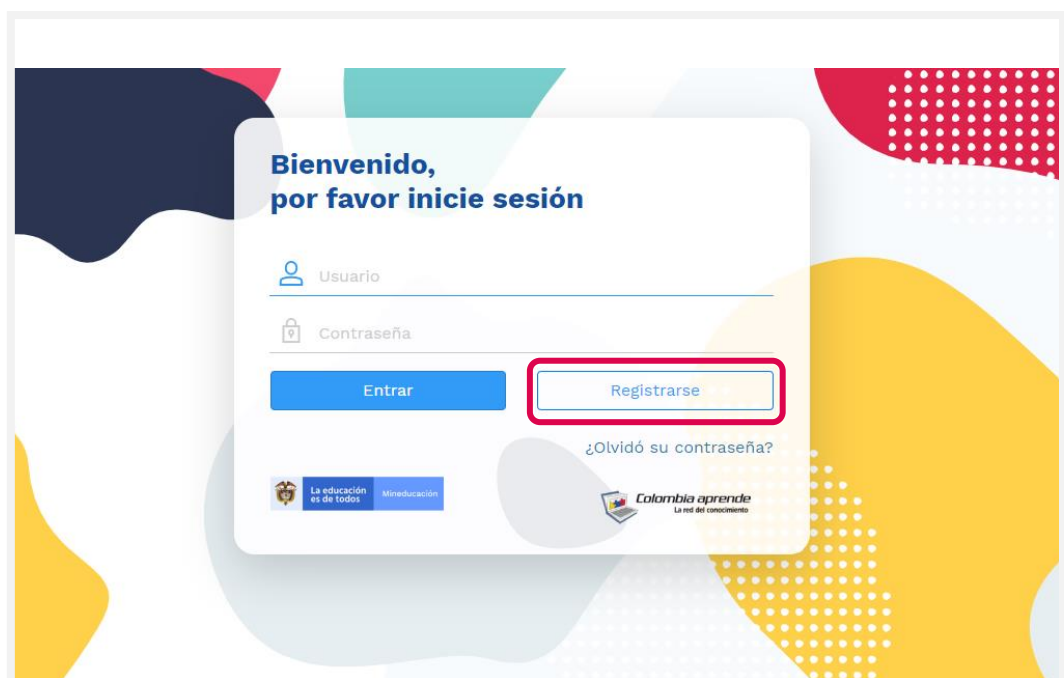 Bienvenido,
por favor inicie sesión
Usuario
Contraseña
Entrar
Registrarse
¿Olvidó su contraseña?
La educación
es de todos
Mineducación
Colombia aprende
La red del conocimiento